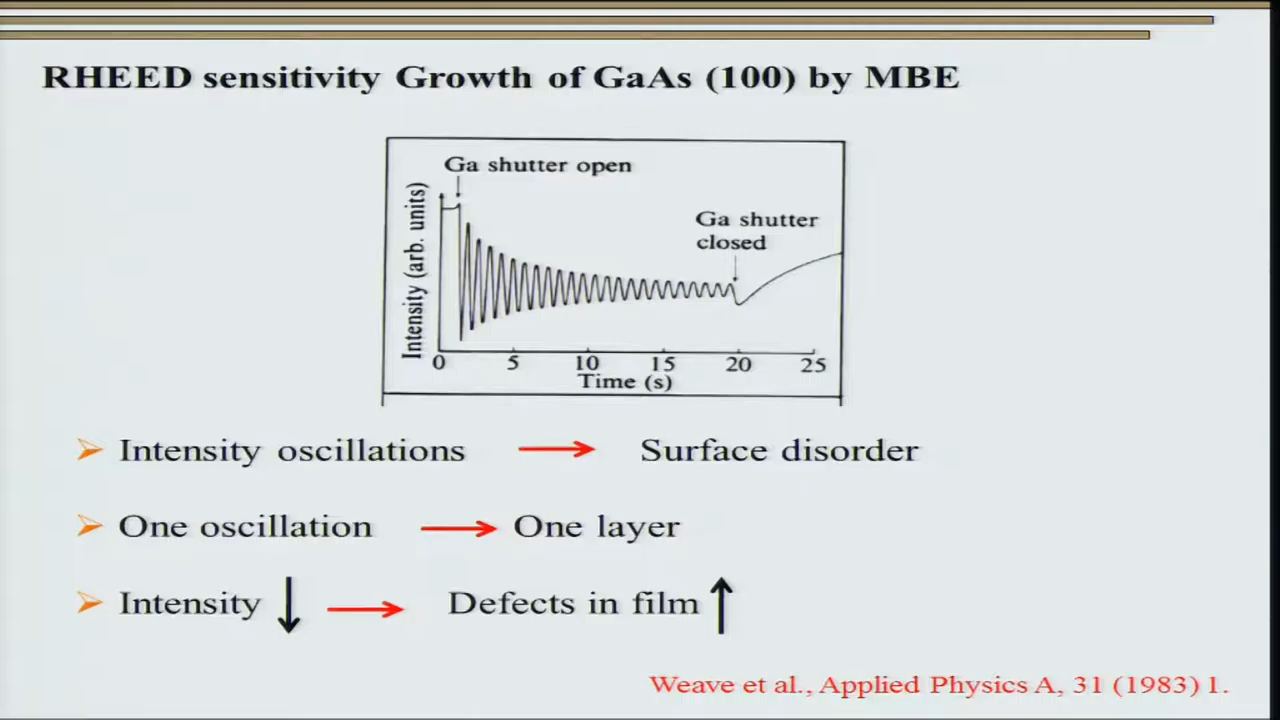 RHEED sensitivity Growth of GaAs (100) by MBE
Ga shutter open
Ga shutter
closed
Intensity (arb. units)
0 5 10 15 20 25
Time (s)
Intensity oscillations Surface disorder
One oscillation One layer
Intensity Defects in film
Weave et al., Applied Physics A, 31 (1983) 1.